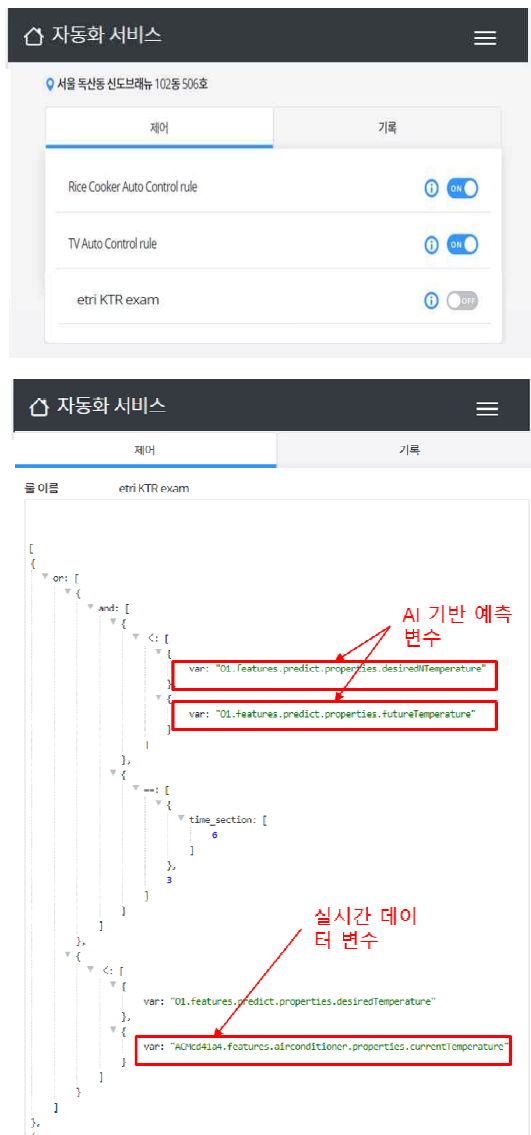 자동화 서비스
서울 독산동 신도브래뉴 102동 506호
제어 기록
Rice Cooker Auto Control rule ON
TV Auto Control rule ON
etri KTR exam OFF
자동화 서비스
제어 기록
룰 이름 etri KTR exam
[
{
or: [
{
and: [
{
<: [
{
var: "01.features.predict.properties.desiredNTemperature"
},
{
var: "01.features.predict.properties.futureTemperature"
}
]
},
{
==: [
{
time_section: [
6
]
},
3
]
}
]
},
{
<: [
{
var: "01.features.predict.properties.desiredTemperature"
},
{
var: "ACMcd41a4.features.airconditioner.properties.currentTemperature"
}
]
}
]
},
AI 기반 예측
변수
실시간 데이
터 변수